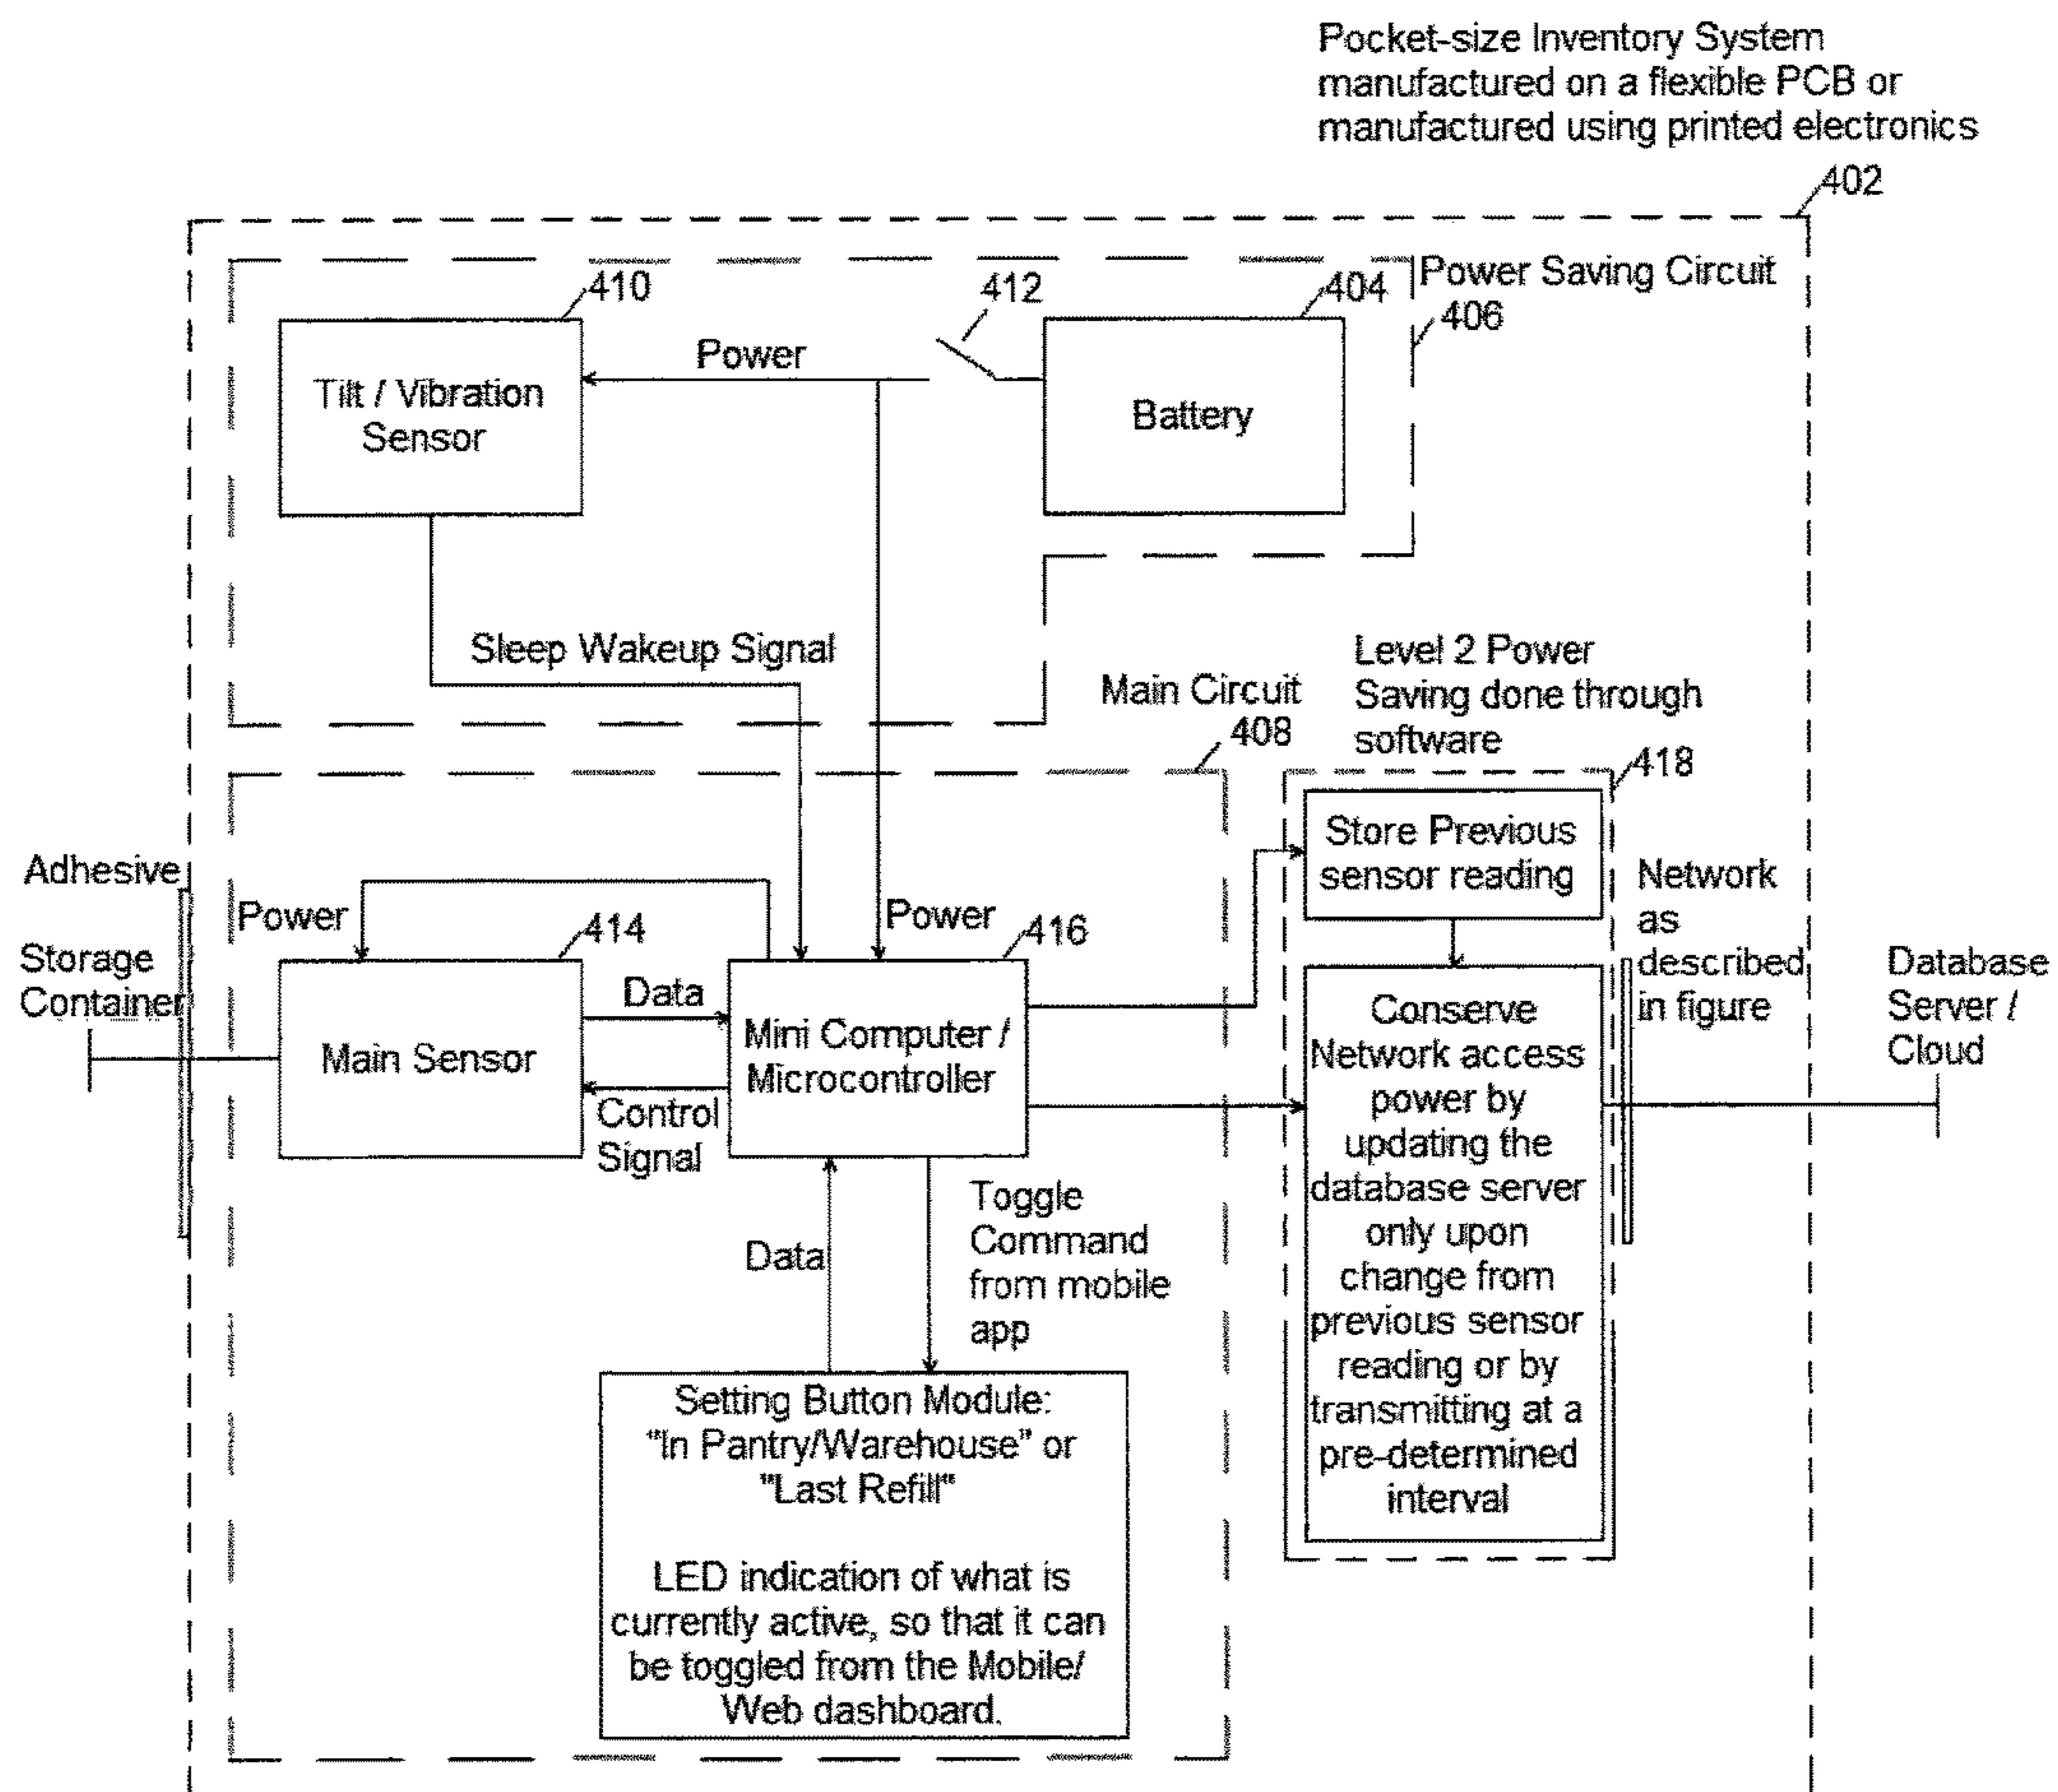 Pocket-size Inventory System
manufactured on a flexible PCB or
manufactured using printed electronics
402
Power Saving Circuit
406
410
412
404
Tilt / Vibration
Sensor
Power
Battery
Sleep Wakeup Signal
Main Circuit
408
Level 2 Power
Saving done through
software
418
Adhesive
Storage
Container
Power
414
Main Sensor
Data
Control
Signal
Power
416
Mini Computer /
Microcontroller
Store Previous
sensor reading
Network
as
described
in figure
Database
Server /
Cloud
Conserve
Network access
power by
updating the
database server
only upon
change from
previous sensor
reading or by
transmitting at a
pre-determined
interval
Data
Toggle
Command
from mobile
app
Setting Button Module:
"In Pantry/Warehouse" or
"Last Refill"
LED indication of what is
currently active, so that it can
be toggled from the Mobile/
Web dashboard.